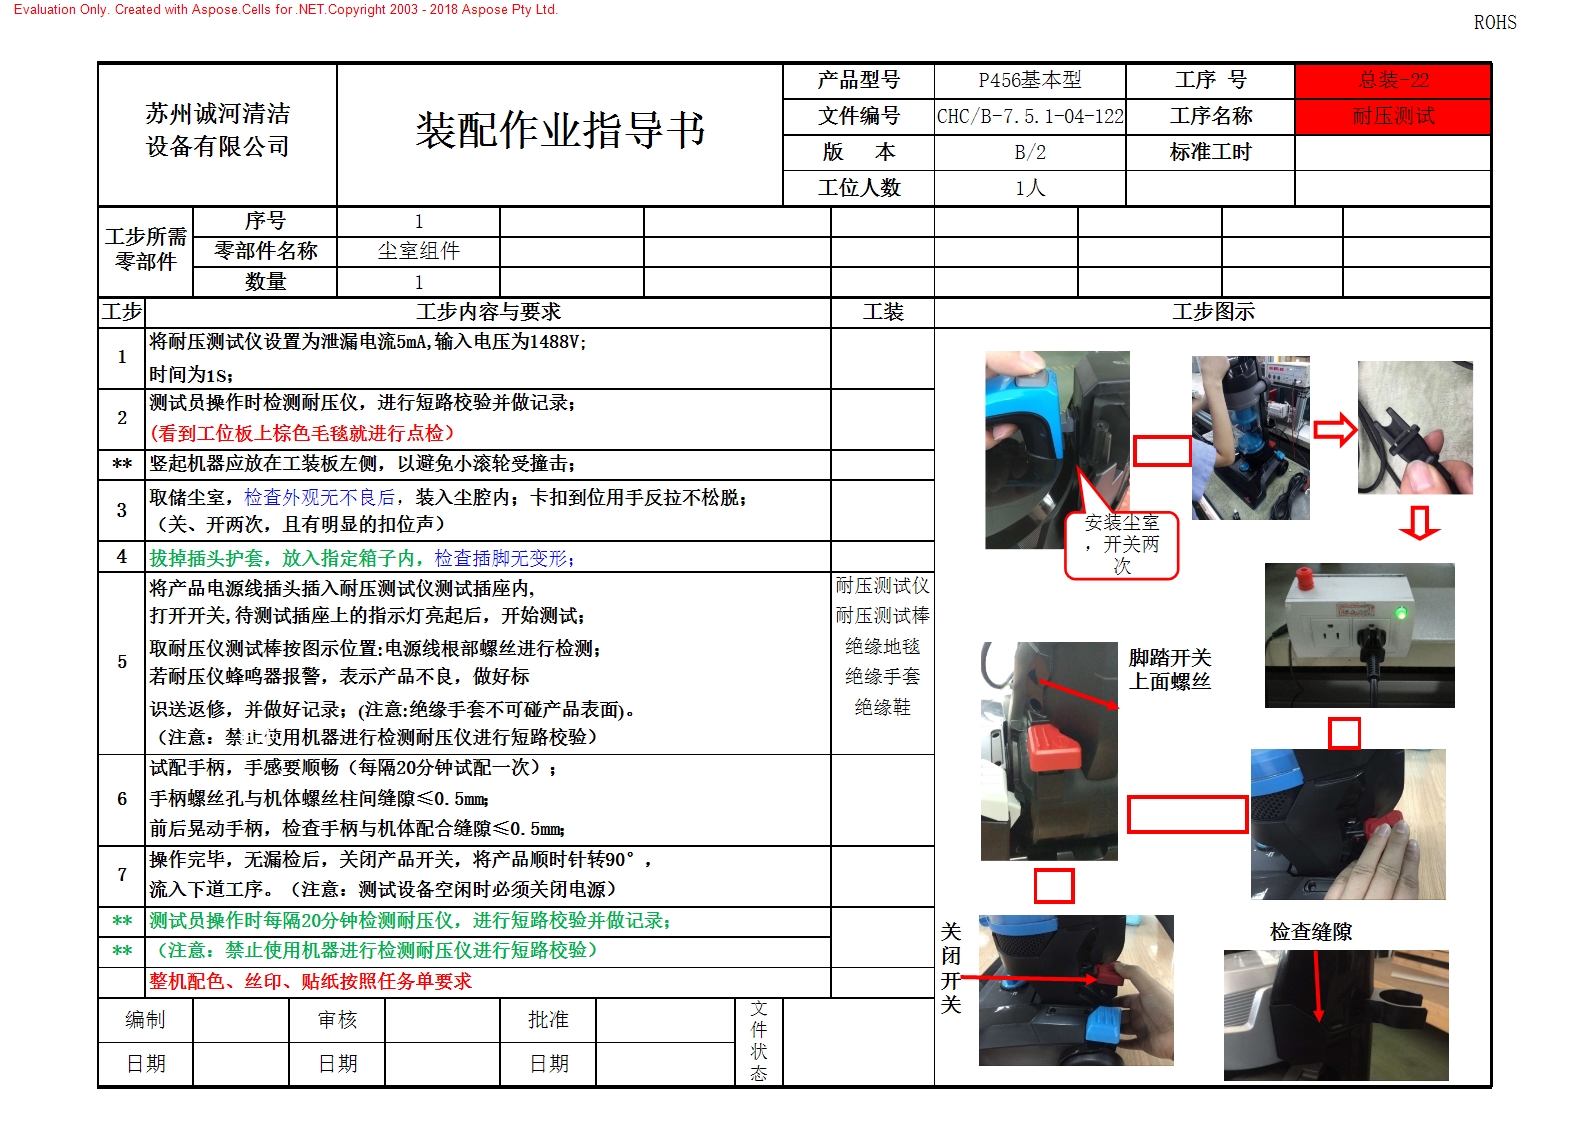 Evaluation Only. Created with Aspose.Cells for .NET.Copyright 2003 - 2018 Aspose Pty Ltd.
ROHS
苏州诚河清洁
设备有限公司
装配作业指导书
产品型号 P456基本型 工序 号 总装-22
文件编号 CHC/B-7.5.1-04-122 工序名称 耐压测试
版 本 B/2 标准工时
工位人数 1人
工步所需
零部件
序号 1
零部件名称 尘室组件
数量 1
工步 工步内容与要求 工装 工步图示
1 将耐压测试仪设置为泄漏电流5mA,输入电压为1488V;
时间为1S;
2 测试员操作时检测耐压仪，进行短路校验并做记录；
(看到工位板上棕色毛毯就进行点检）
** 竖起机器应放在工装板左侧，以避免小滚轮受撞击；
3 取储尘室，检查外观无不良后，装入尘腔内；卡扣到位用手反拉不松脱；
（关、开两次，且有明显的扣位声）
4 拔掉插头护套，放入指定箱子内，检查插脚无变形；
5 将产品电源线插头插入耐压测试仪测试插座内,
打开开关,待测试插座上的指示灯亮起后，开始测试；
取耐压仪测试棒按图示位置:电源线根部螺丝进行检测；
若耐压仪蜂鸣器报警，表示产品不良，做好标
识送返修，并做好记录；(注意:绝缘手套不可碰产品表面)。
（注意：禁止使用机器进行检测耐压仪进行短路校验）
耐压测试仪
耐压测试棒
绝缘地毯
绝缘手套
绝缘鞋
6 试配手柄，手感要顺畅（每隔20分钟试配一次）；
手柄螺丝孔与机体螺丝柱间缝隙≤0.5mm;
前后晃动手柄，检查手柄与机体配合缝隙≤0.5mm;
7 操作完毕，无漏检后，关闭产品开关，将产品顺时针转90°，
流入下道工序。（注意：测试设备空闲时必须关闭电源）
** 测试员操作时每隔20分钟检测耐压仪，进行短路校验并做记录；
** （注意：禁止使用机器进行检测耐压仪进行短路校验）
整机配色、丝印、贴纸按照任务单要求
安装尘室
，开关两
次
脚踏开关
上面螺丝
关
闭
开
关
检查缝隙
编制 审核 批准
日期 日期 日期
文
件
状
态